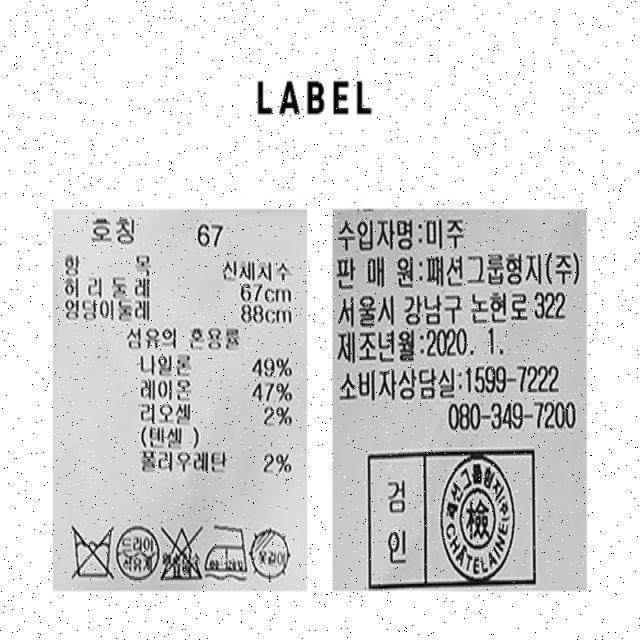 LABEL
호칭 67
항 목 신체치수
허리둘레 67cm
엉덩이둘레 88cm
섬유의 혼용률
나일론 49%
레이온 47%
리오셀 2%
(텐셀 )
폴리우레탄 2%
드라이
석유계
옷걸이
수입자명:미주
판 매 원:패션그룹형지(주)
서울시 강남구 논현로 322
제조년월:2020. 1.
소비자상담실:1599-7222
080-349-7200
검
인
패션그룹형지(주)
檢
CHATELAINE